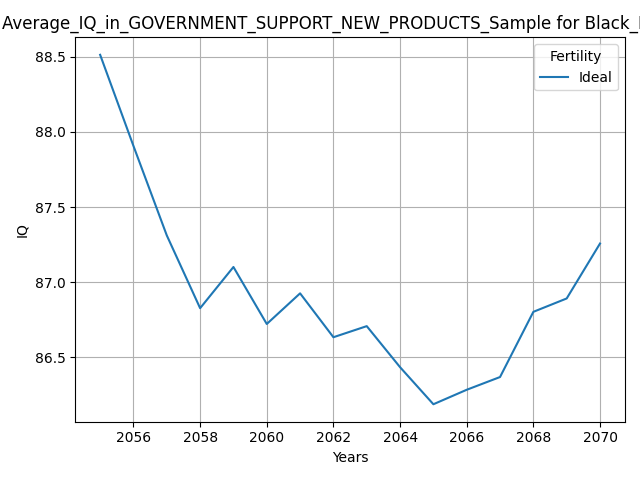 Average_IQ_in_GOVERNMENT_SUPPORT_NEW_PRODUCTS_Sample for Black_
Fertility
Ideal
88.5
88.0
87.5
87.0
86.5
IQ
2056 2058 2060 2062 2064 2066 2068 2070
Years